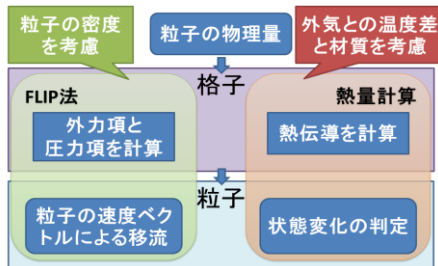 粒子の密度
を考慮
粒子の物理量
外気との温度差
と材質を考慮
格子
FLIP法
熱量計算
外力項と
圧力項を計算
熱伝導を計算
粒子
粒子の速度ベク
トルによる移流
状態変化の判定